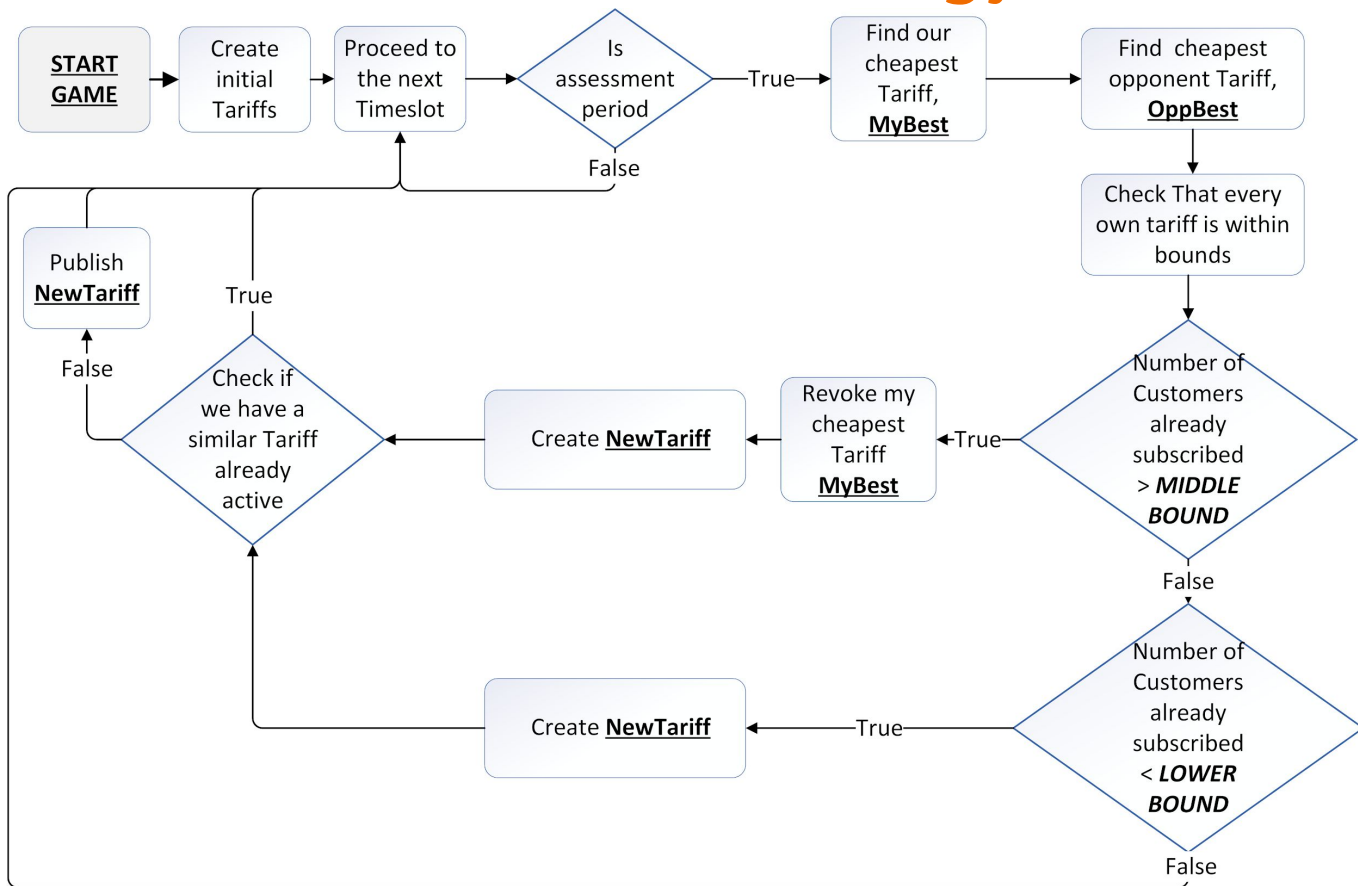 START
GAME
Create
initial
Tariffs
Proceed to
the next
Timeslot
Is
assessment
period
True
False
Find our
cheapest
Tariff,
MyBest
Find cheapest
opponent Tariff,
OppBest
Check That every
own tariff is within
bounds
Number of
Customers
already
subscribed
> MIDDLE
BOUND
True
False
Revoke my
cheapest
Tariff
MyBest
Create NewTariff
Check if
we have a
similar Tariff
already
active
True
False
Publish
NewTariff
Number of
Customers
already
subscribed
< LOWER
BOUND
True
False
Create NewTariff